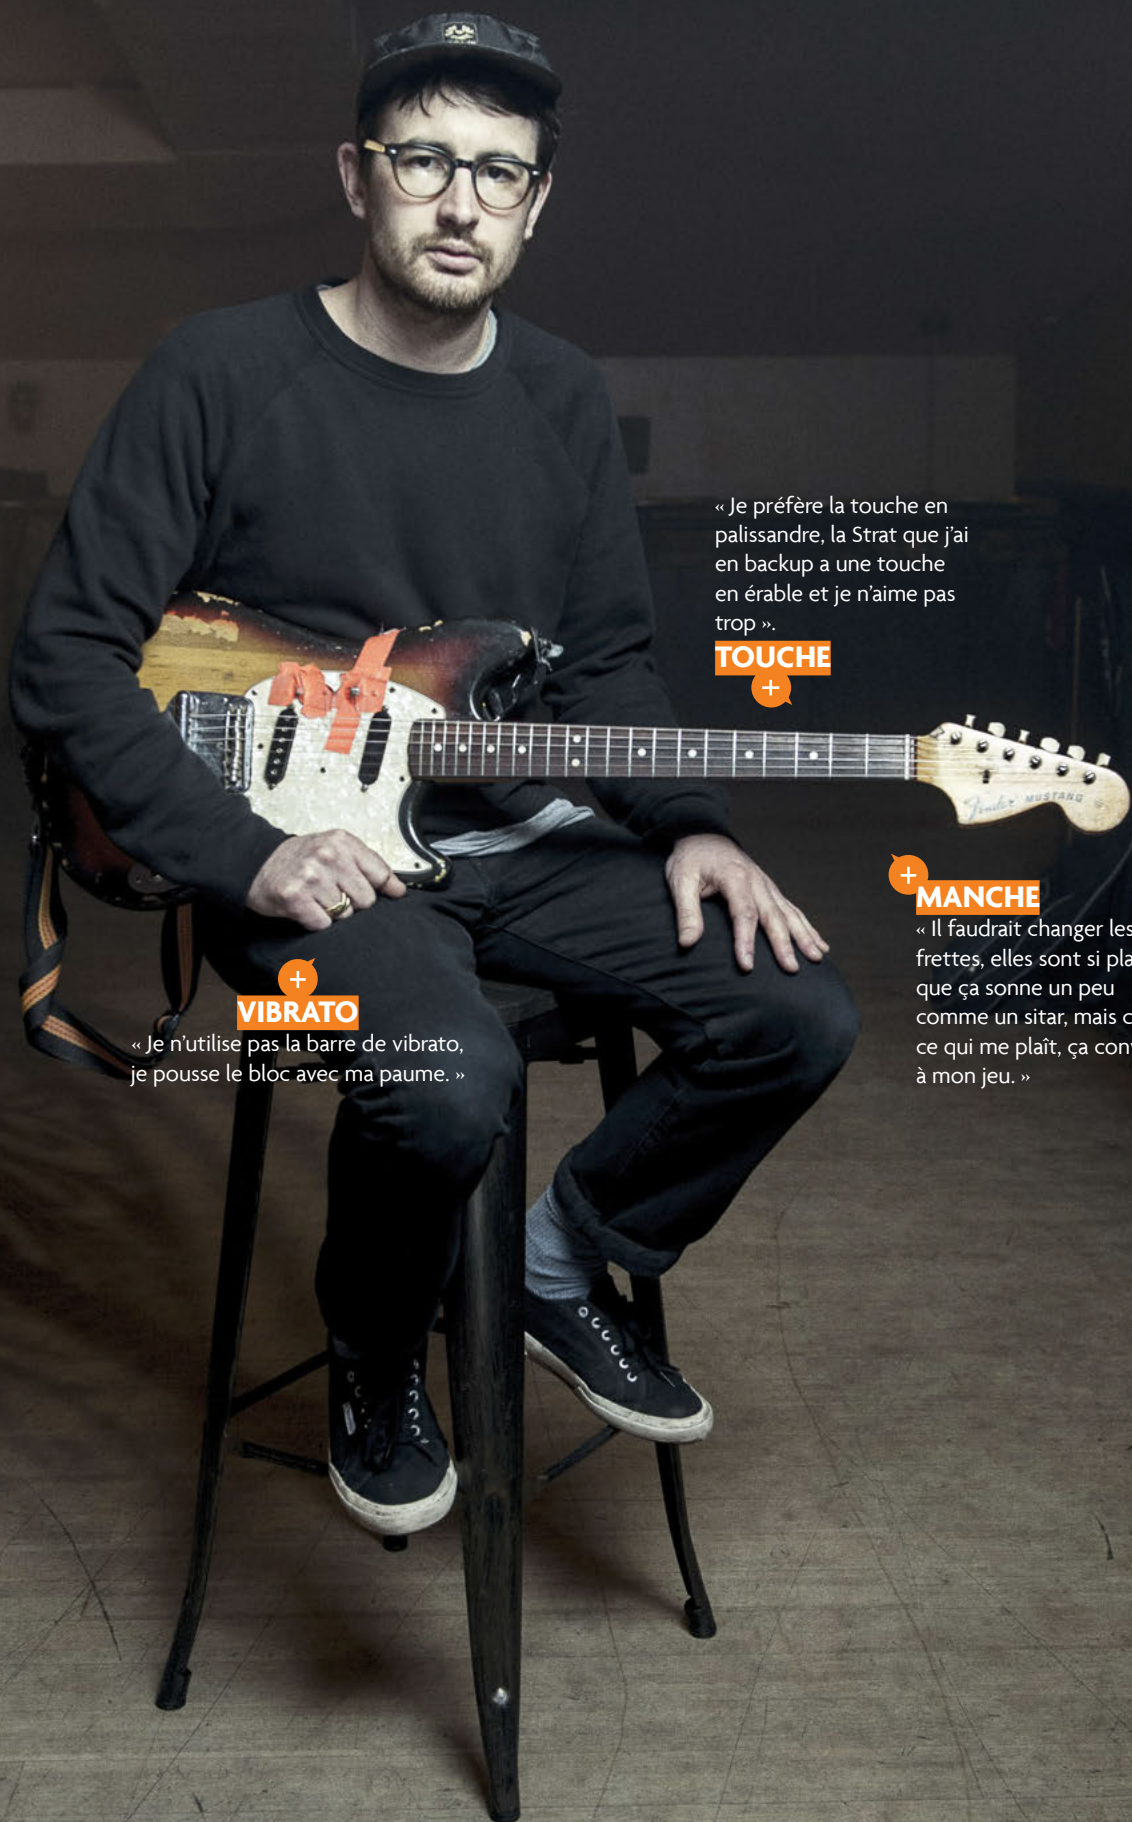 « Je préfère la touche en
palissandre, la Strat que j'ai
en backup a une touche
en érable et je n'aime pas
trop ».
TOUCHE
Fender MUSTANG
MANCHE
« Il faudrait changer les
frettes, elles sont si
que ça sonne un peu
comme un sitar, mais
ce qui me plaît, ça
à mon jeu. »
VIBRATO
« Je n'utilise pas la barre de vibrato,
je pousse le bloc avec ma paume. »